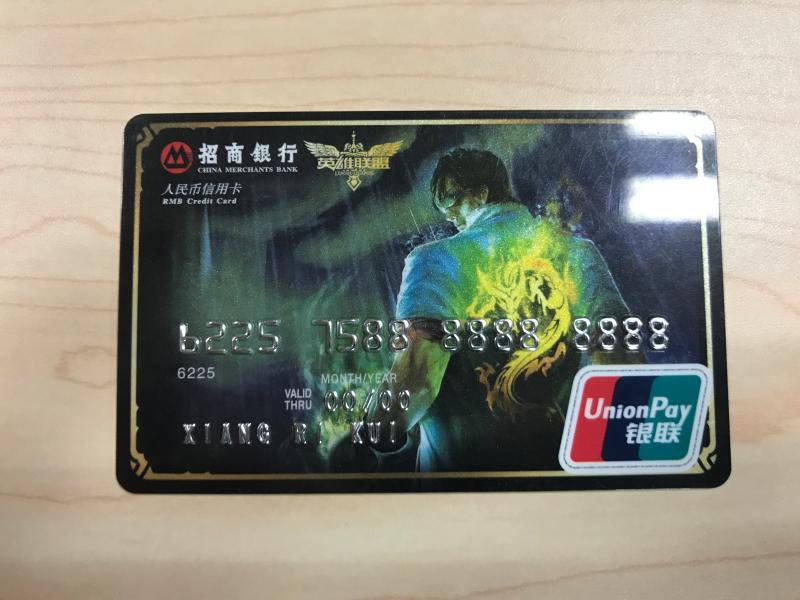 招商银行
CHINA MERCHANTS BANK
英雄联盟
人民币信用卡
RMB Credit Card
6225 7588 8888 8888
6225
MONTH/YEAR
VALID THRU 00/00
XIANG RI KUI
UnionPay
银联